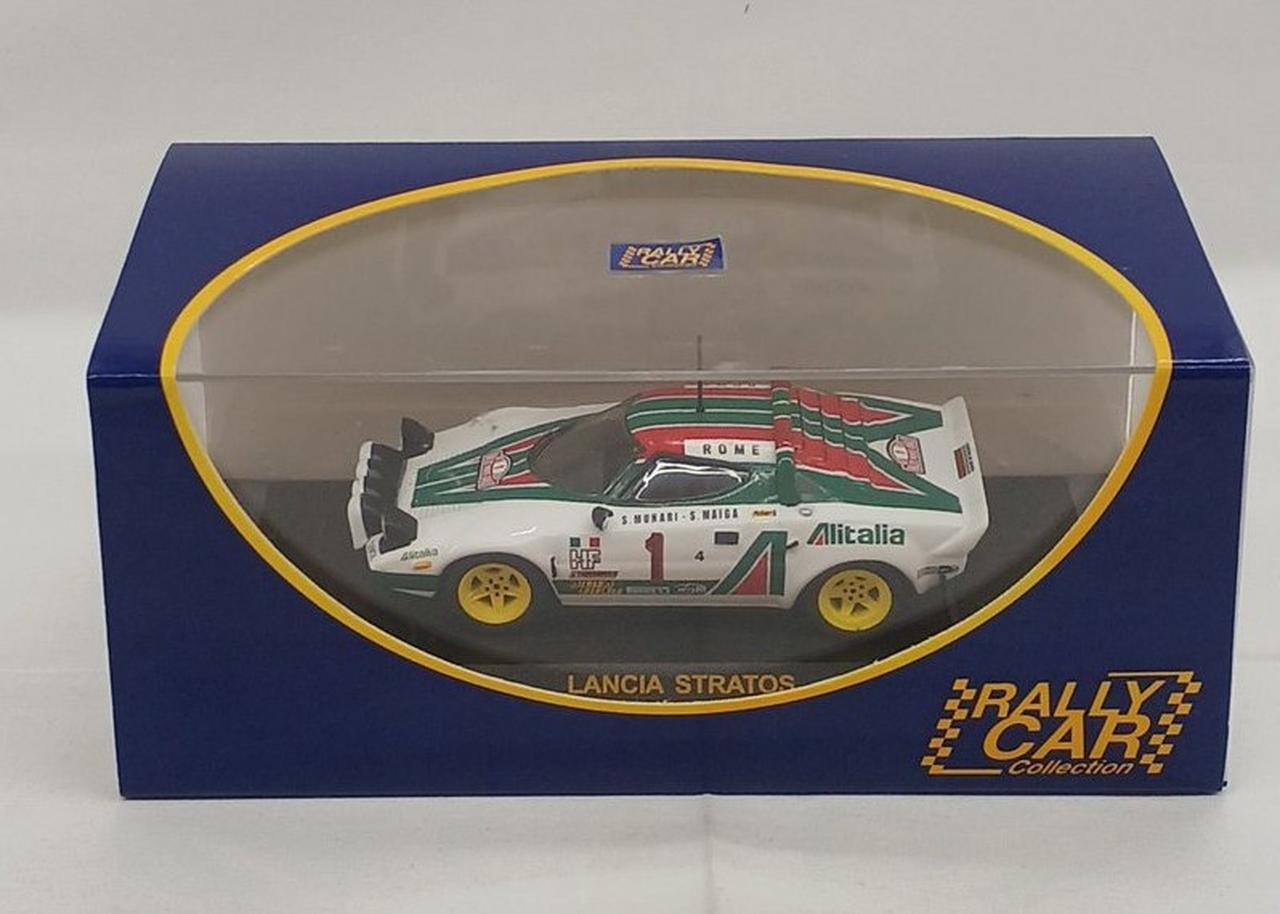 RALLY
CAR
ROME
S.MUNARI - S.MAIGA
Alitalia
Alitalia
HF
1
4
LANCIA STRATOS
RALLY
CAR
Collection